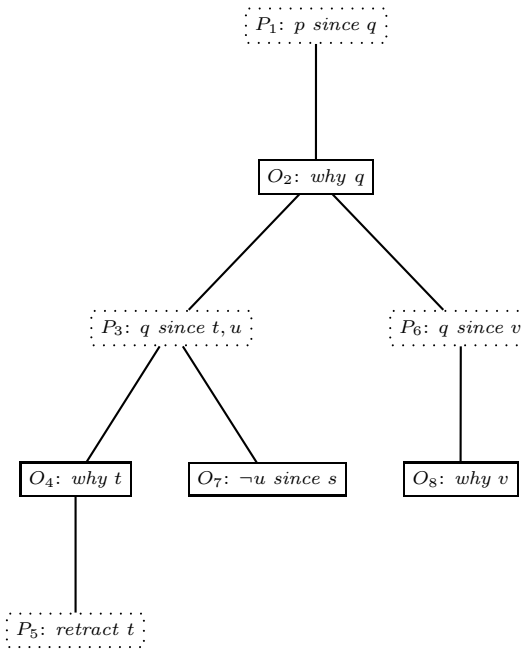 P₁: p since q
O₂: why q
P₃: q since t, u
P₆: q since v
O₄: why t
O₇: ¬u since s
O₈: why v
P₅: retract t